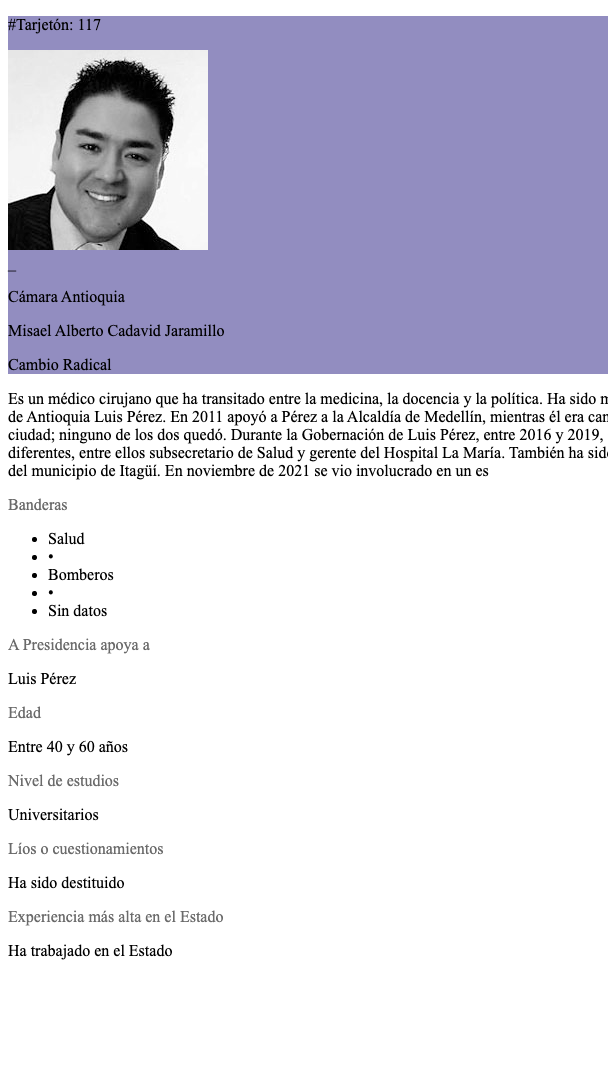 #Tarjetón: 117
_
Cámara Antioquia
Misael Alberto Cadavid Jaramillo
Cambio Radical
Es un médico cirujano que ha transitado entre la medicina, la docencia y la política. Ha sido
de Antioquia Luis Pérez. En 2011 apoyó a Pérez a la Alcaldía de Medellín, mientras él era
ciudad; ninguno de los dos quedó. Durante la Gobernación de Luis Pérez, entre 2016 y 2019,
diferentes, entre ellos subsecretario de Salud y gerente del Hospital La María. También ha
del municipio de Itagüí. En noviembre de 2021 se vio involucrado en un es
Banderas
• Salud
• •
• Bomberos
• •
• Sin datos
A Presidencia apoya a
Luis Pérez
Edad
Entre 40 y 60 años
Nivel de estudios
Universitarios
Líos o cuestionamientos
Ha sido destituido
Experiencia más alta en el Estado
Ha trabajado en el Estado